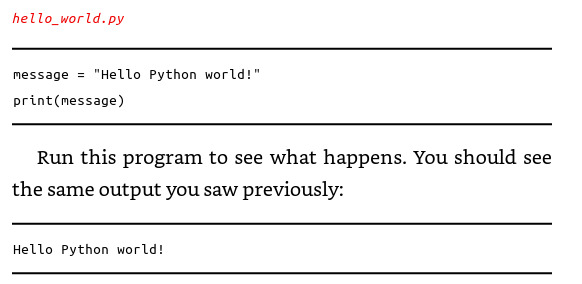 hello_world.py
message = "Hello Python world!"
print(message)
Run this program to see what happens. You should see
the same output you saw previously:
Hello Python world!